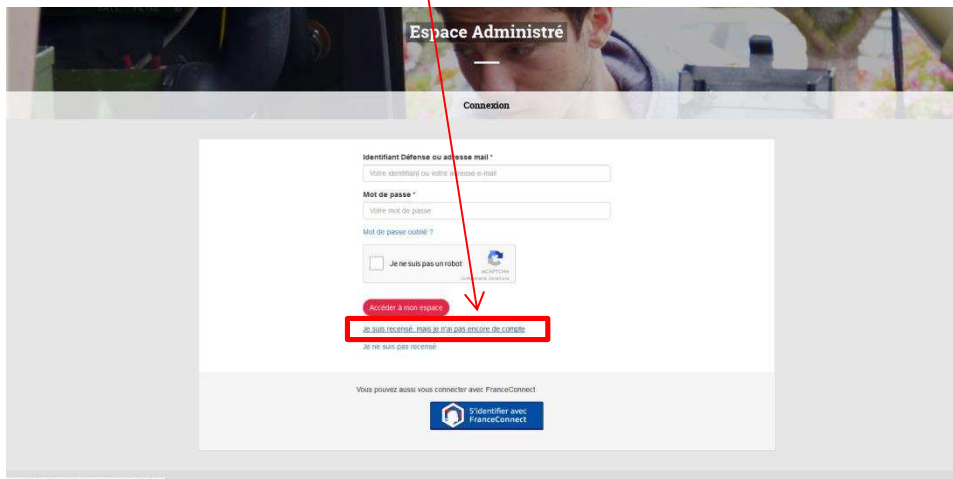 Espace Administré
Connexion
Identifiant Défense ou adresse mail *
Votre identifiant ou votre adresse e-mail
Mot de passe *
Votre mot de passe
Mot de passe oublié ?
Je ne suis pas un robot
reCAPTCHA
Accéder à mon espace
Je suis recensé, mais je n'ai pas encore de compte
Je ne suis pas recensé
Vous pouvez aussi vous connecter avec FranceConnect
S'identifier avec
FranceConnect